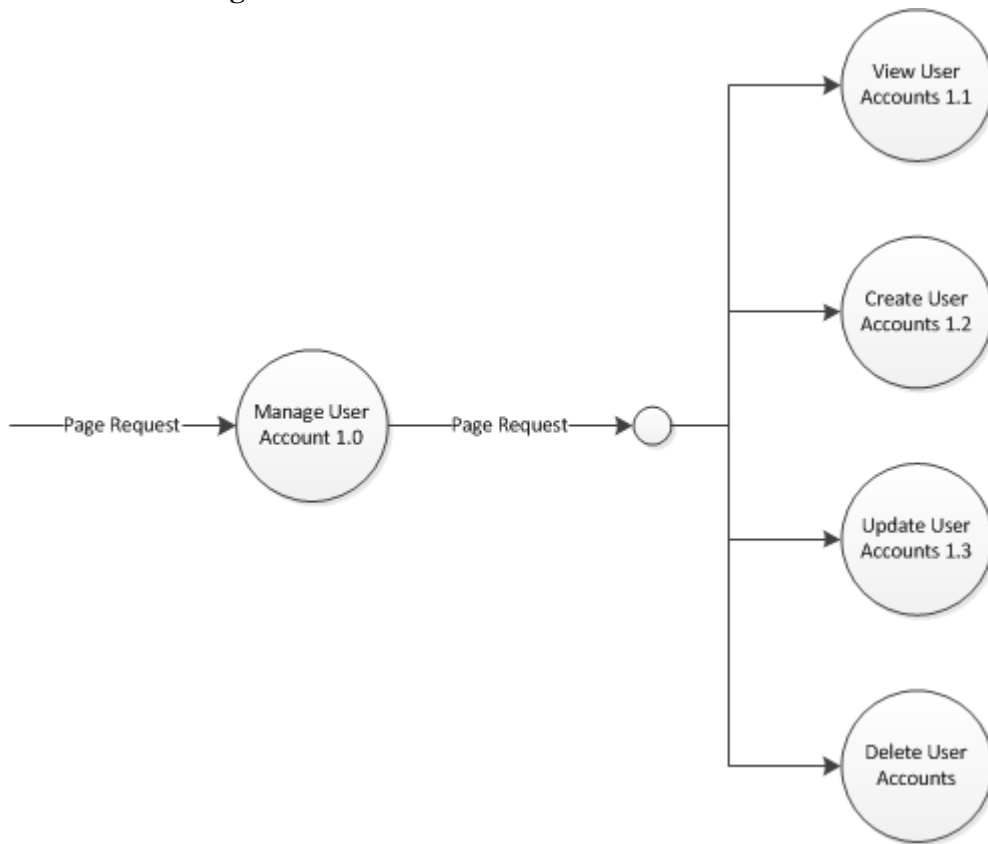 View User
Accounts 1.1
Create User
Accounts 1.2
Page Request
Manage User
Account 1.0
Page Request
Update User
Accounts 1.3
Delete User
Accounts